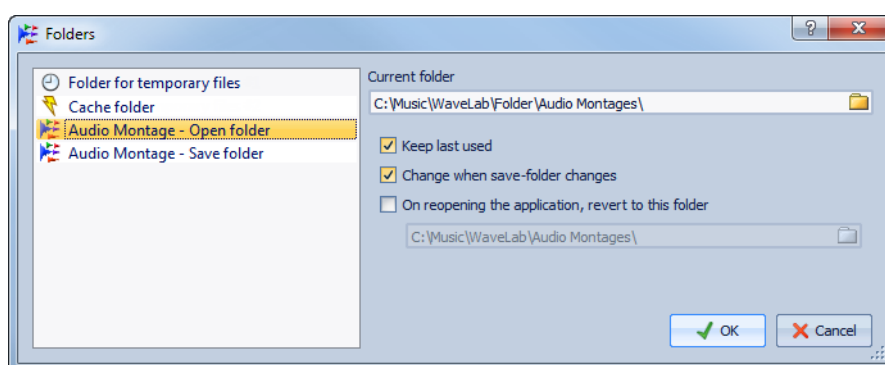 Folders
Folder for temporary files
Cache folder
Audio Montage - Open folder
Audio Montage - Save folder
Current folder
C:\Music\WaveLab\Folder\Audio Montages\
Keep last used
Change when save-folder changes
On reopening the application, revert to this folder
C:\Music\WaveLab\Audio Montages\
OK
Cancel